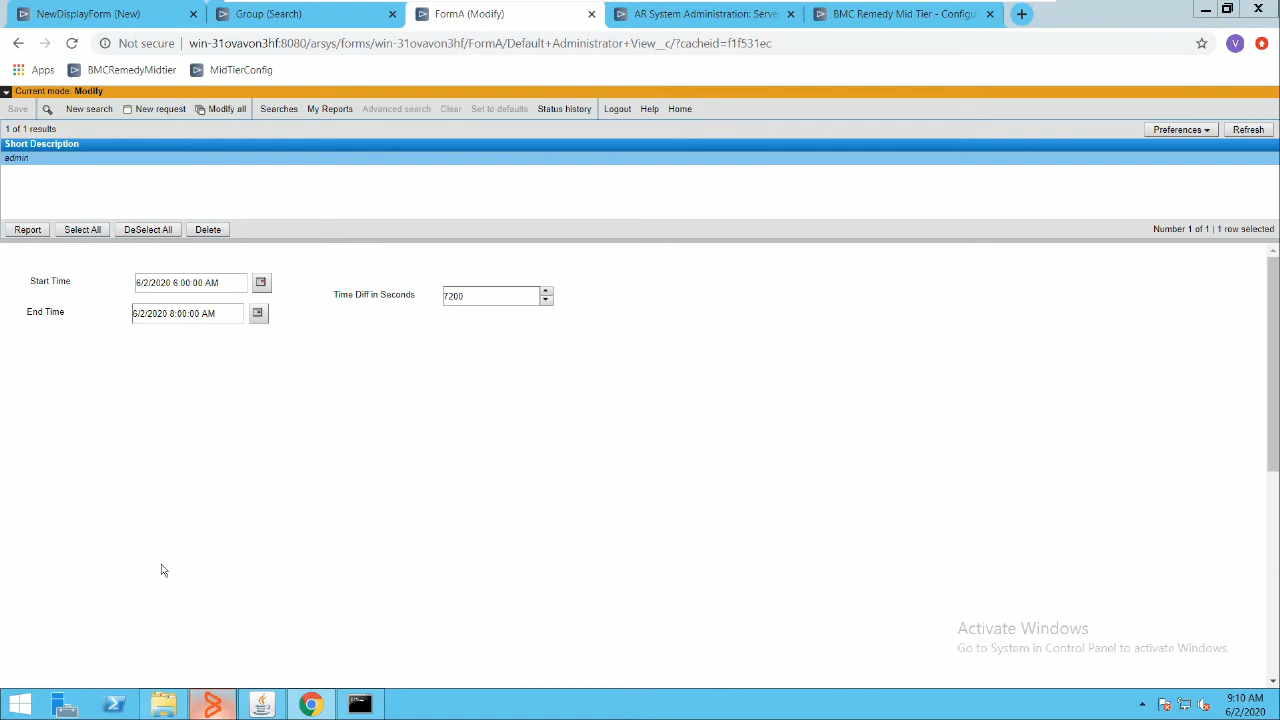 NewDisplayForm (New)
Group (Search)
FormA (Modify)
AR System Administration: Serve
BMC Remedy Mid Tier - Configu
Not secure
win-31ovavon3hf:8080/arsys/forms/win-31ovavon3hf/FormA/Default+Administrator+View__c/?cacheid=f1f531ec
V
Apps
BMCRemedyMidtier
MidTierConfig
Current mode: Modify
Save
New search
New request
Modify all
Searches
My Reports
Advanced search
Clear
Set to defaults
Status history
Logout
Help
Home
1 of 1 results
Preferences
Refresh
Short Description
admin
Report
Select All
DeSelect All
Delete
Number 1 of 1 | 1 row selected
Start Time
6/2/2020 6:00:00 AM
Time Diff in Seconds
7200
End Time
6/2/2020 8:00:00 AM
Activate Windows
Go to System in Control Panel to activate Windows.
9:10 AM
6/2/2020